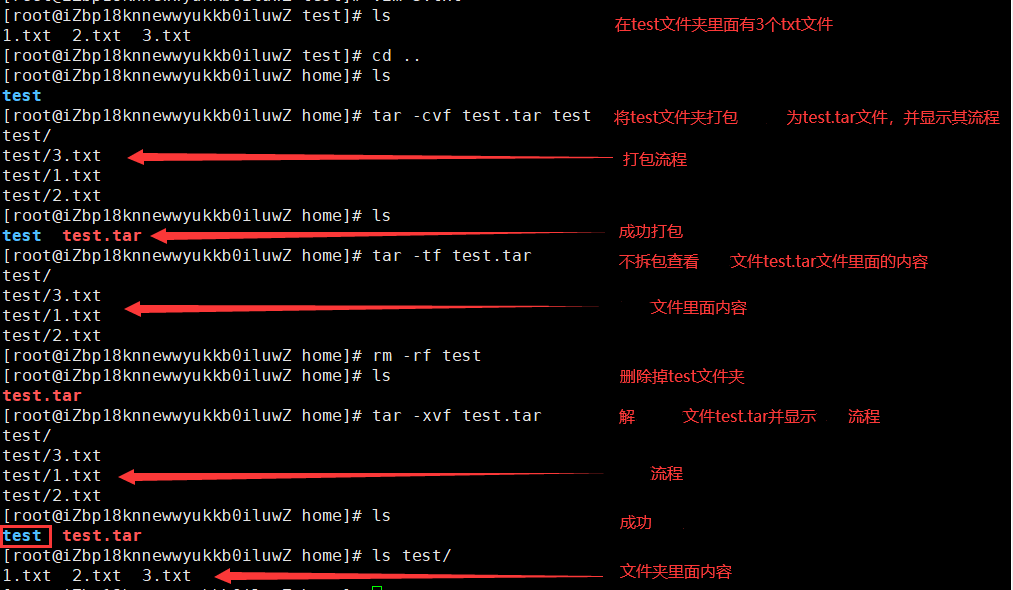 [root@iZbp18knnewwyukkb0iluwZ test]# ls 在test文件夹里面有3个txt文件
1.txt 2.txt 3.txt
[root@iZbp18knnewwyukkb0iluwZ test]# cd ..
[root@iZbp18knnewwyukkb0iluwZ home]# ls
test
[root@iZbp18knnewwyukkb0iluwZ home]# tar -cvf test.tar test 将test文件夹打包 为test.tar文件，并显示其流程
test/
test/3.txt 打包流程
test/1.txt
test/2.txt
[root@iZbp18knnewwyukkb0iluwZ home]# ls
test test.tar 成功打包
[root@iZbp18knnewwyukkb0iluwZ home]# tar -tf test.tar 不拆包查看 文件test.tar文件里面的内容
test/
test/3.txt
test/1.txt 文件里面内容
test/2.txt
[root@iZbp18knnewwyukkb0iluwZ home]# rm -rf test
[root@iZbp18knnewwyukkb0iluwZ home]# ls 删除掉test文件夹
test.tar
[root@iZbp18knnewwyukkb0iluwZ home]# tar -xvf test.tar 解 文件test.tar并显示 流程
test/
test/3.txt
test/1.txt 流程
test/2.txt
[root@iZbp18knnewwyukkb0iluwZ home]# ls 成功
test test.tar
[root@iZbp18knnewwyukkb0iluwZ home]# ls test/
1.txt 2.txt 3.txt 文件夹里面内容